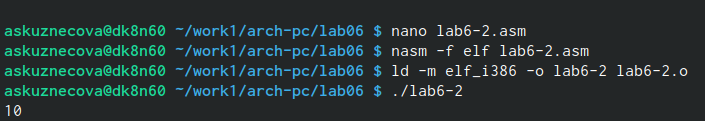 askuznecova@dk8n60 ~/work1/arch-pc/lab06 $ nano lab6-2.asm
askuznecova@dk8n60 ~/work1/arch-pc/lab06 $ nasm -f elf lab6-2.asm
askuznecova@dk8n60 ~/work1/arch-pc/lab06 $ ld -m elf_i386 -o lab6-2 lab6-2.o
askuznecova@dk8n60 ~/work1/arch-pc/lab06 $ ./lab6-2
10